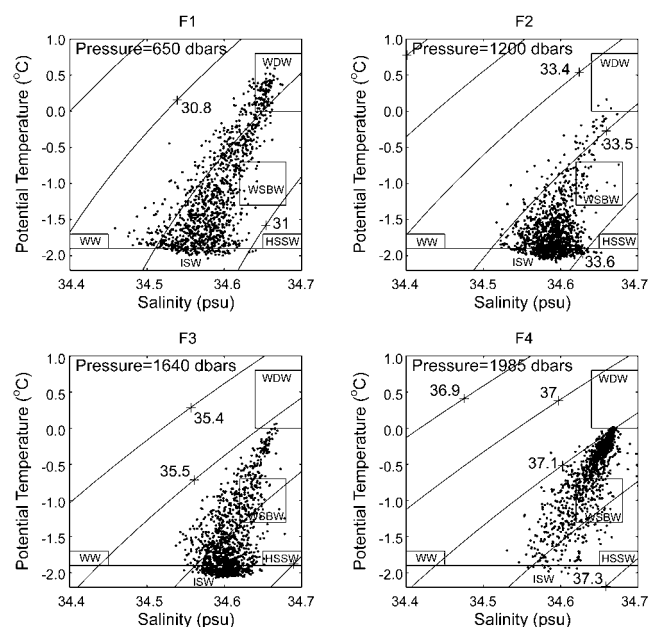 F1
Pressure=650 dbars
Potential Temperature (°C)
1.0
0.5
0.0
-0.5
-1.0
-1.5
-2.0
WDW
30.8
WSBW
31
WW
HSSW
ISW
34.4 34.5 34.6 34.7
Salinity (psu)
F2
Pressure=1200 dbars
Potential Temperature (°C)
1.0
0.5
0.0
-0.5
-1.0
-1.5
-2.0
33.4
WDW
33.5
WSBW
WW
HSSW
ISW
33.6
34.4 34.5 34.6 34.7
Salinity (psu)
F3
Pressure=1640 dbars
Potential Temperature (°C)
1.0
0.5
0.0
-0.5
-1.0
-1.5
-2.0
WDW
35.4
35.5
WSBW
WW
HSSW
ISW
34.4 34.5 34.6 34.7
Salinity (psu)
F4
Pressure=1985 dbars
Potential Temperature (°C)
1.0
0.5
0.0
-0.5
-1.0
-1.5
-2.0
36.9
37
WDW
37.1
WSBW
WW
HSSW
ISW
37.3
34.4 34.5 34.6 34.7
Salinity (psu)